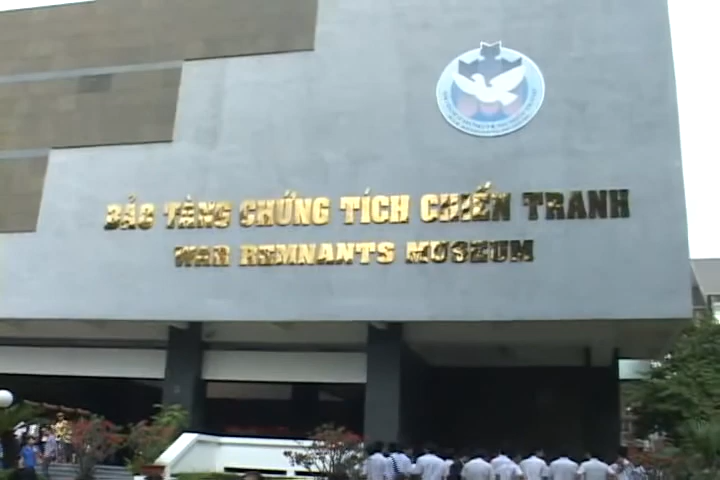 BẢO TÀNG CHỨNG TÍCH CHIẾN TRANH
WAR REMNANTS MUSEUM